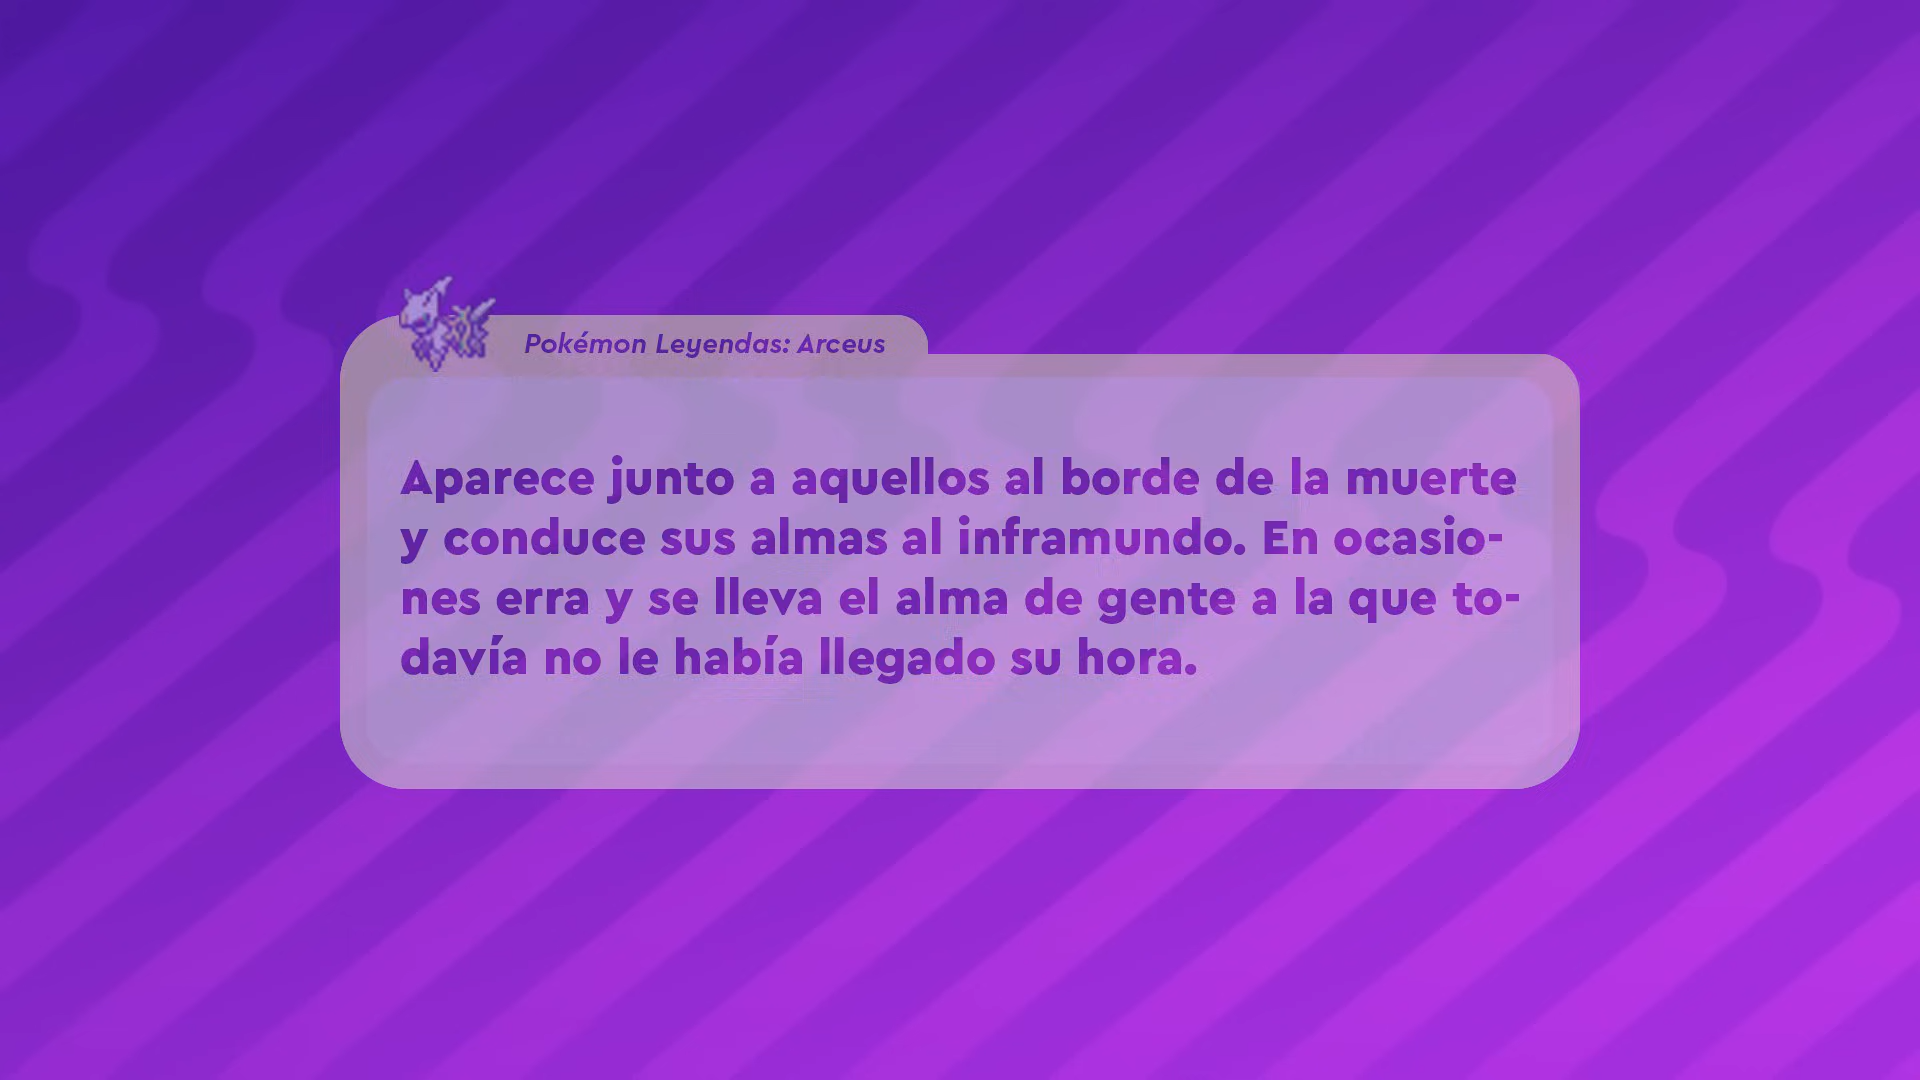 Pokémon Leyendas: Arceus
Aparece junto a aquellos al borde de la muerte
y conduce sus almas al inframundo. En ocasio-
nes erra y se lleva el alma de gente a la que to-
davía no le había llegado su hora.